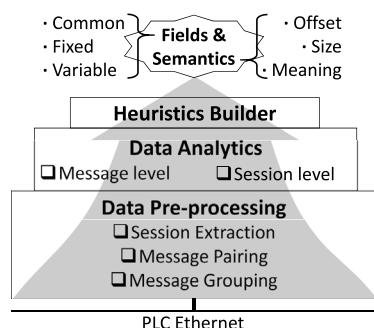 · Common
· Fixed
· Variable
Fields &
Semantics
· Offset
· Size
· Meaning
Heuristics Builder
Data Analytics
❑Message level ❑Session level
Data Pre-processing
❑Session Extraction
❑Message Pairing
❑Message Grouping
PLC Ethernet